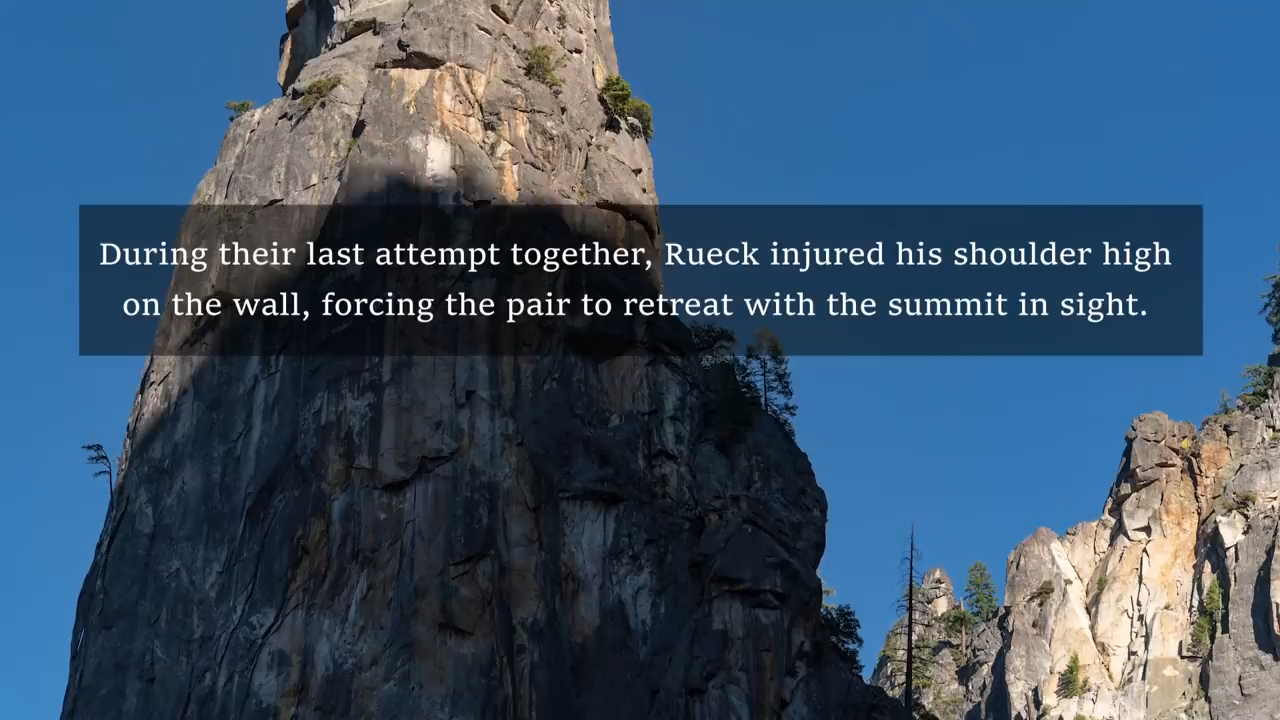 During their last attempt together, Rueck injured his shoulder high
on the wall, forcing the pair to retreat with the summit in sight.